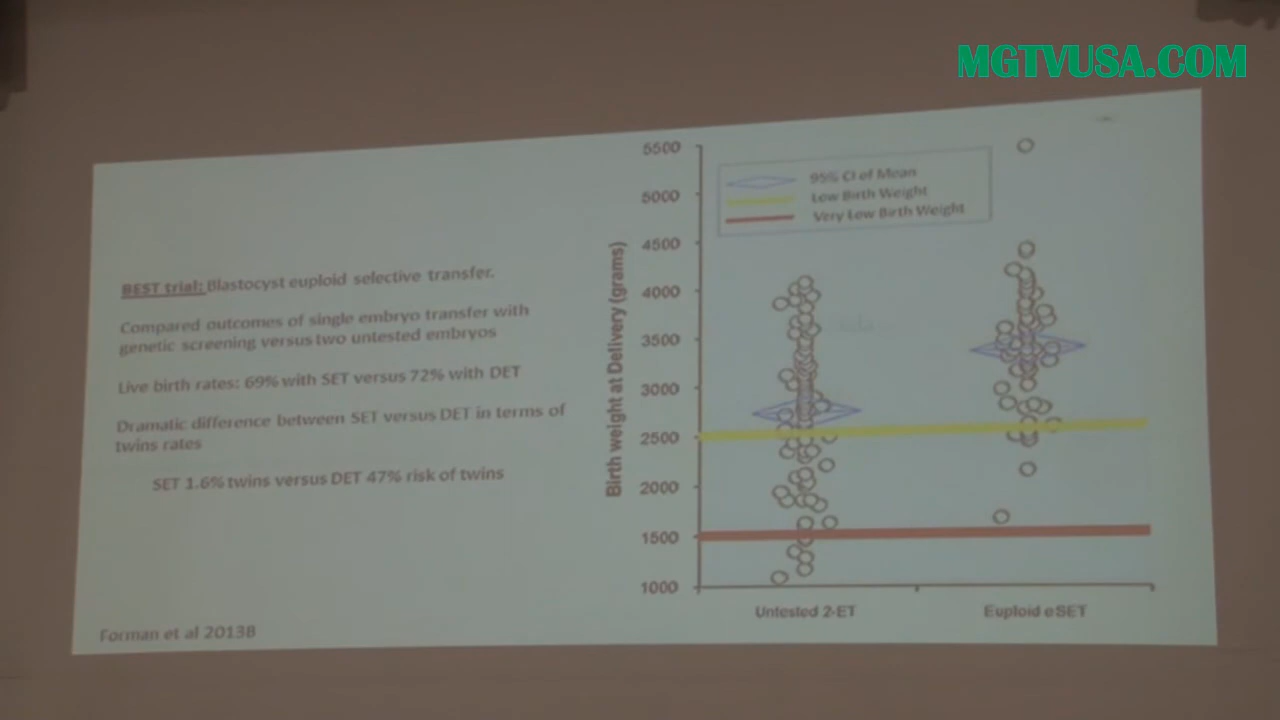 MGTVUSA.COM
BEST trial: Blastocyst euploid selective transfer.
Compared outcomes of single embryo transfer with
genetic screening versus two untested embryos
Live birth rates: 69% with SET versus 72% with DET
Dramatic difference between SET versus DET in terms of
twins rates
SET 1.6% twins versus DET 47% risk of twins
Forman et al 2013B
Birth weight at Delivery (grams)
5500
5000
4500
4000
3500
3000
2500
2000
1500
1000
95% CI of Mean
Low Birth Weight
Very Low Birth Weight
Untested 2-ET
Euploid eSET